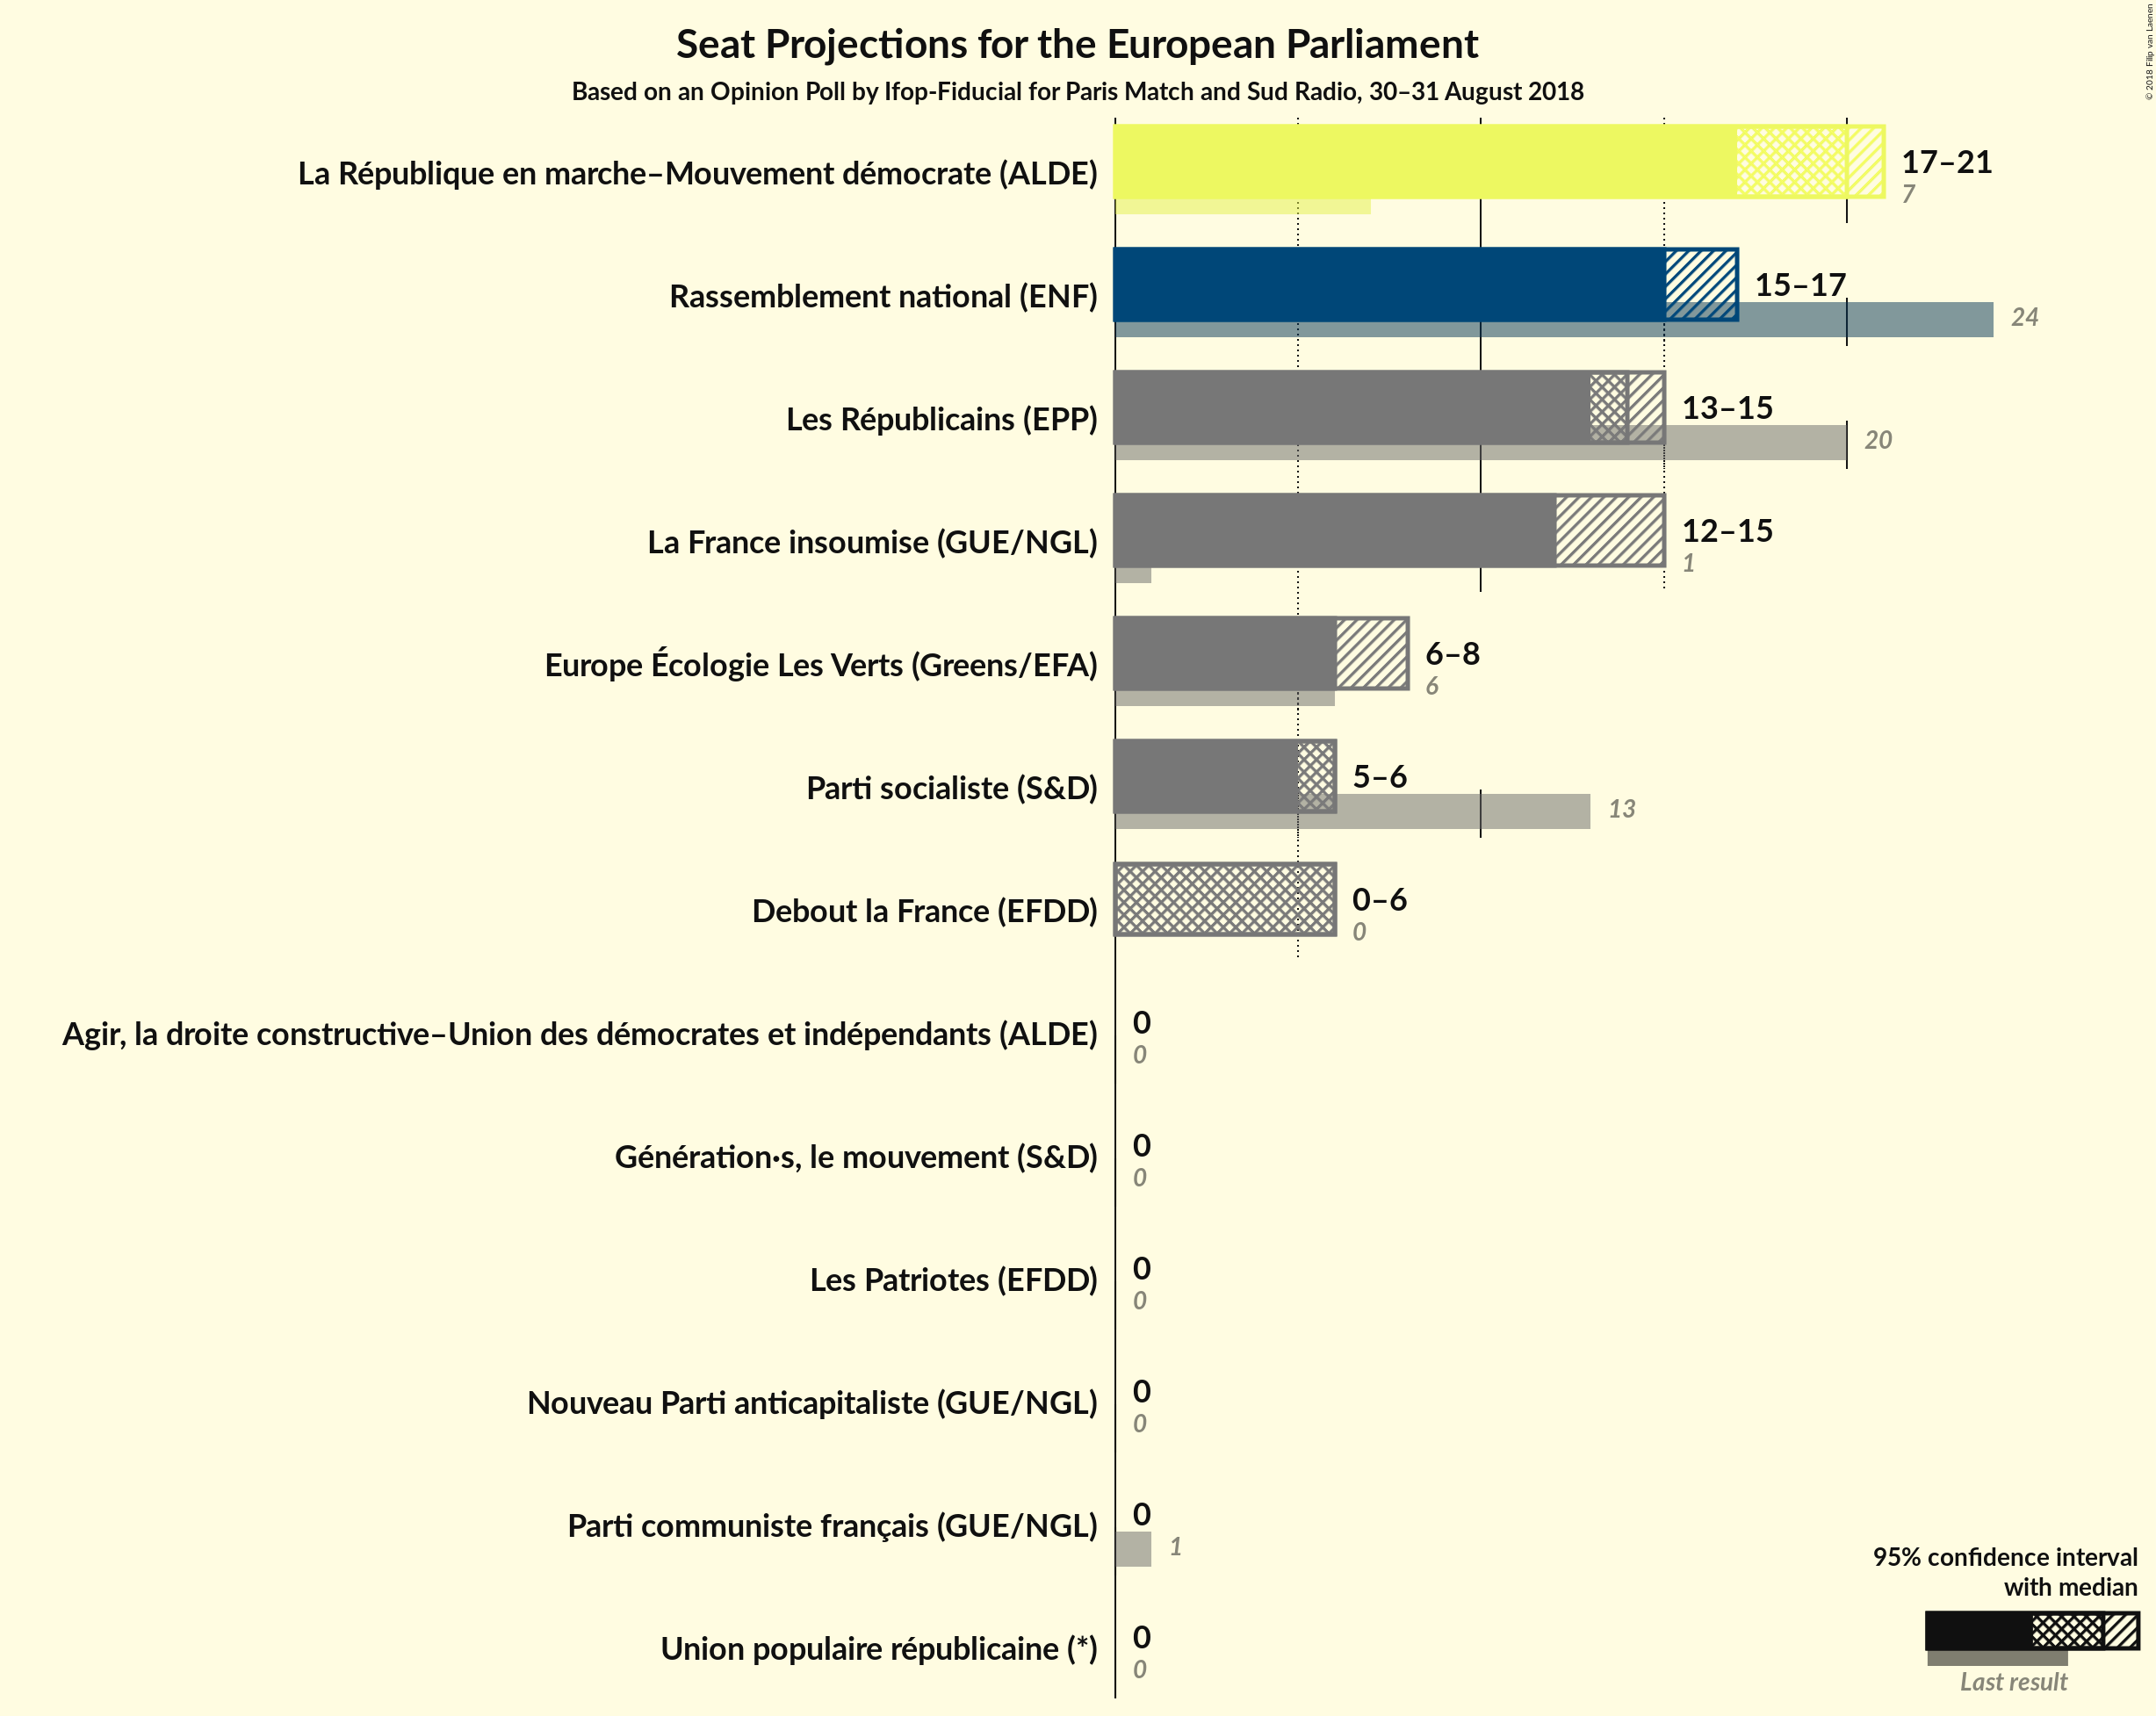 Seat Projections for the European Parliament
Based on an Opinion Poll by Ifop-Fiducial for Paris Match and Sud Radio, 30–31 August 2018
© 2018 Filip van Laenen
La République en marche–Mouvement démocrate (ALDE)
17–21
7
Rassemblement national (ENF)
15–17
24
Les Républicains (EPP)
13–15
20
La France insoumise (GUE/NGL)
12–15
1
Europe Écologie Les Verts (Greens/EFA)
6–8
6
Parti socialiste (S&D)
5–6
13
Debout la France (EFDD)
0–6
0
Agir, la droite constructive–Union des démocrates et indépendants (ALDE)
0
0
Génération·s, le mouvement (S&D)
0
0
Les Patriotes (EFDD)
0
0
Nouveau Parti anticapitaliste (GUE/NGL)
0
0
Parti communiste français (GUE/NGL)
0
1
Union populaire républicaine (*)
0
0
95% confidence interval
with median
Last result